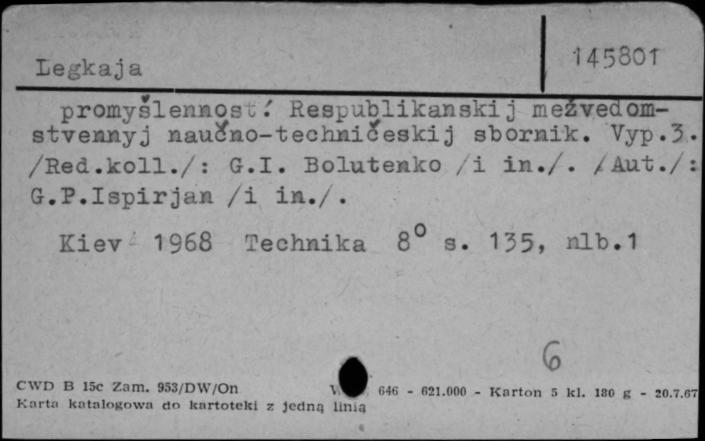 Legkaja
145801
promyšlennost́. Respublikanskij mežvedom-
stvennyj naučno-techničeskij sbornik. Vyp.3.
/Red.koll./: G.I. Bolutenko /i in./. /Aut./:
G.P.Ispirjan /i in./.
Kiev 1968 Technika 8° s. 135, nlb.1
6
CWD B 15c Zam. 953/DW/On 646 - 621.000 - Karton 5 kl. 180 g - 20.7.67
Karta katalogowa do kartoteki z jedną linią